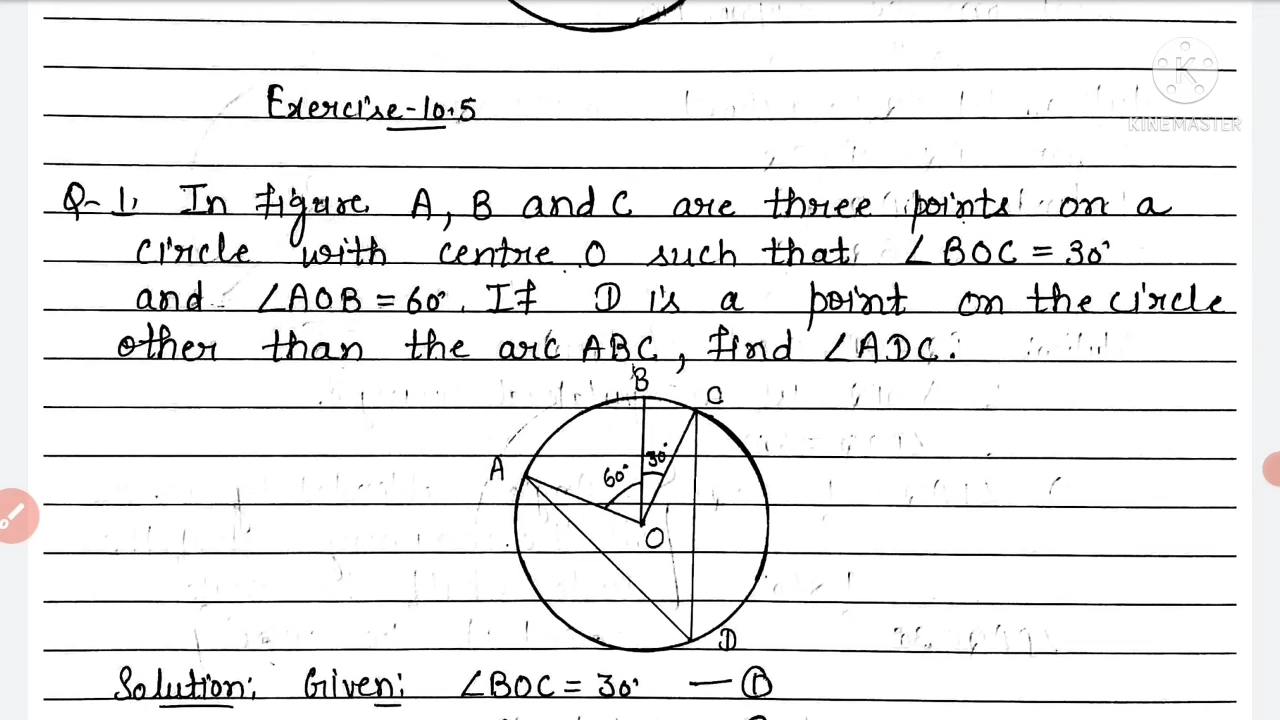 KINEMASTER
Exercise-10.5
Q-1. In figure A, B and C are three points on a
circle with centre O such that ∠BOC = 30°
and ∠AOB = 60°. If D is a point on the circle
other than the arc ABC, find ∠ADC.
B
C
A
60°
30°
O
D
Solution: Given: ∠BOC = 30° — ①